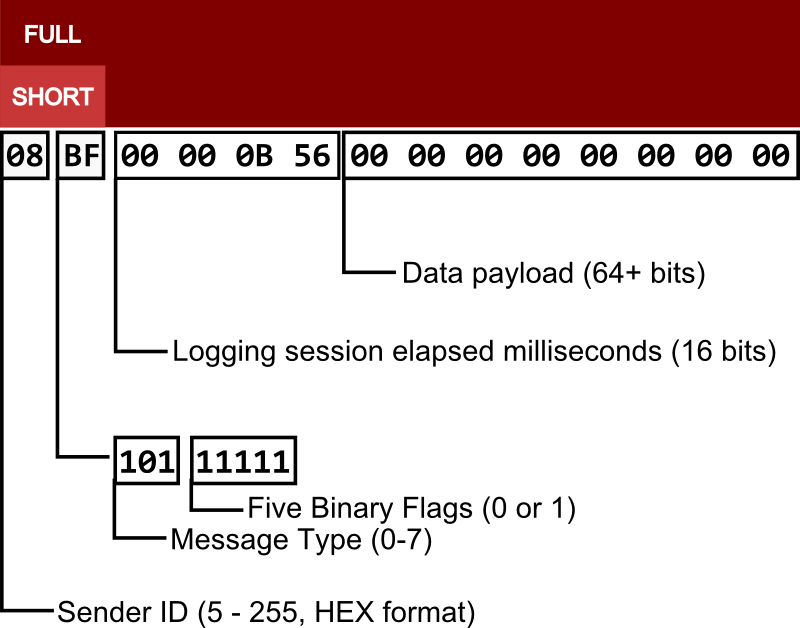 FULL
SHORT
08 BF 00 00 0B 56 00 00 00 00 00 00 00 00
Data payload (64+ bits)
Logging session elapsed milliseconds (16 bits)
101 11111
Five Binary Flags (0 or 1)
Message Type (0-7)
Sender ID (5 - 255, HEX format)